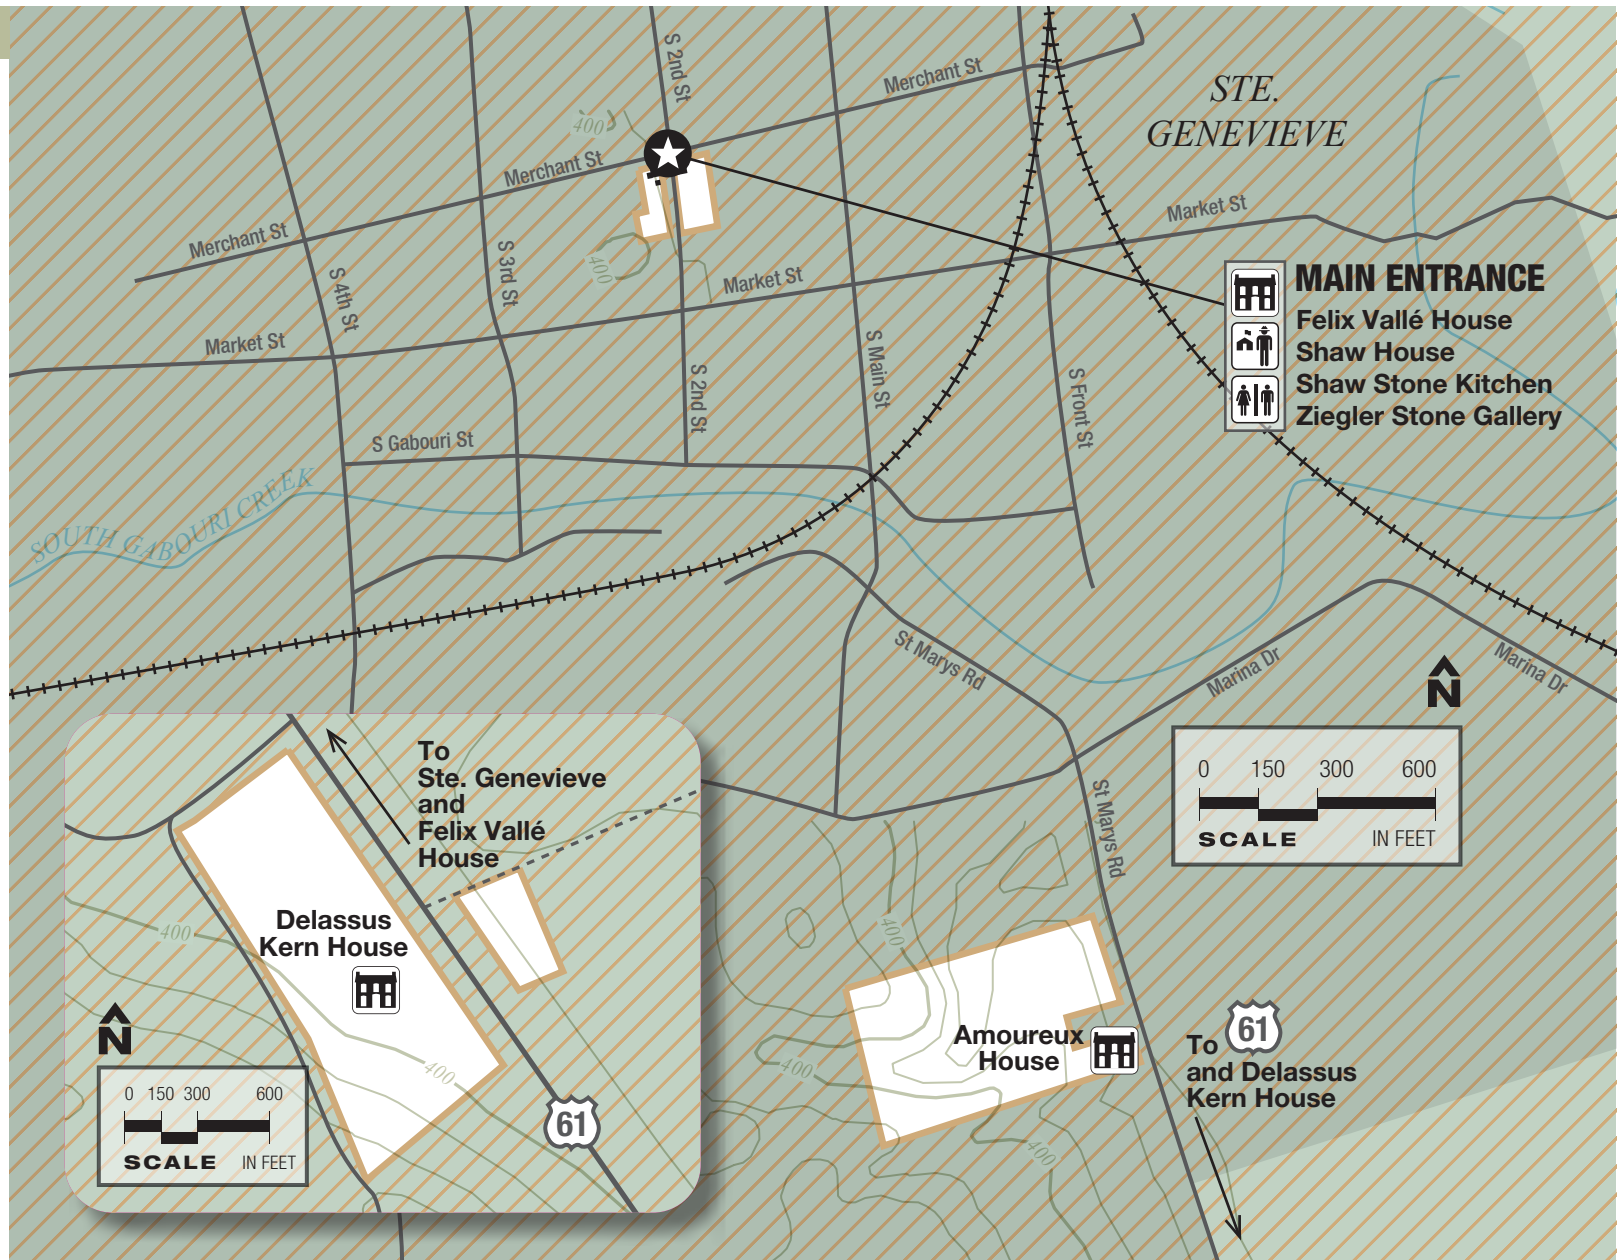 S 2nd St
Merchant St
STE.
GENEVIEVE
400
Merchant St
Merchant St
Market St
S 3rd St
S 4th St
400
Market St
MAIN ENTRANCE
Felix Vallé House
Shaw House
Shaw Stone Kitchen
Ziegler Stone Gallery
Market St
S Main St
S 2nd St
S Front St
S Gabouri St
SOUTH GABOURI CREEK
St Marys Rd
Marina Dr
Marina Dr
N
0 150 300 600
SCALE IN FEET
To
Ste. Genevieve
and
Felix Vallé
House
St Marys Rd
Delassus
Kern House
400
400
N
0 150 300 600
SCALE IN FEET
61
400
Amoureux
House
400
400
To 61
and Delassus
Kern House